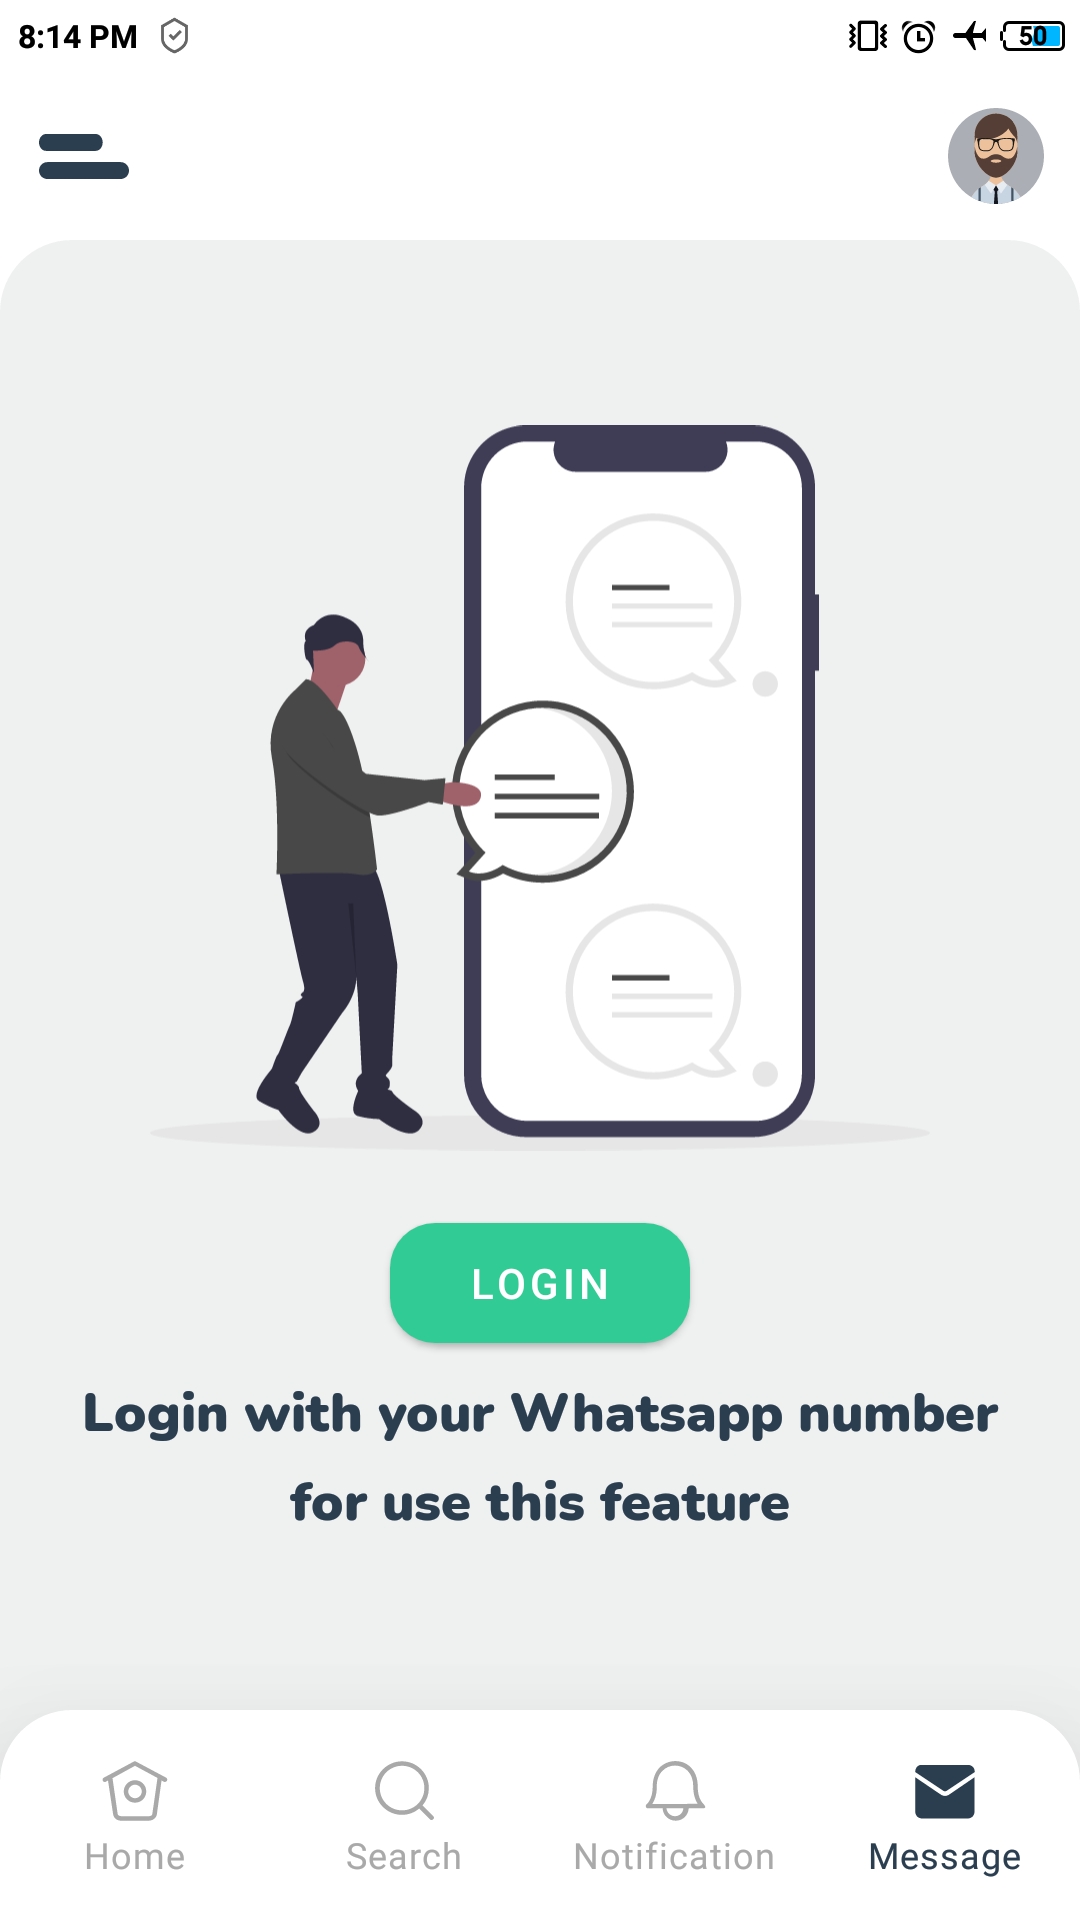 8:14 PM
50
LOGIN
Login with your Whatsapp number
for use this feature
Home
Search
Notification
Message